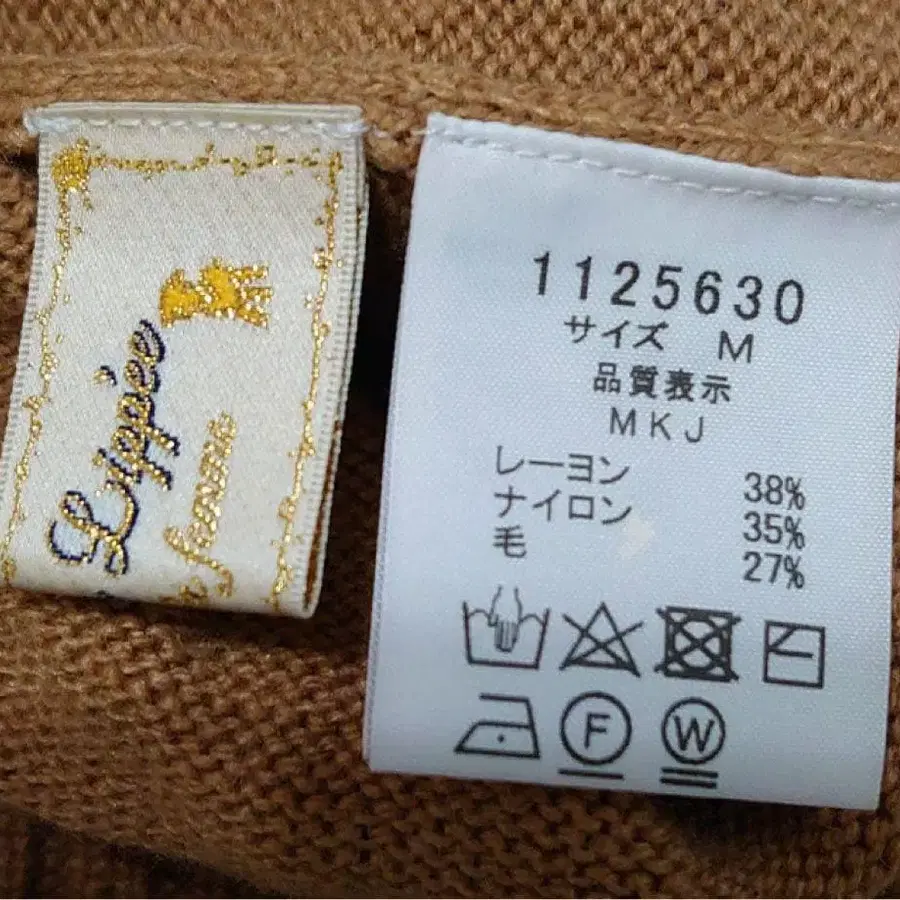 Lippée
1125630
サイズ M
品質表示
MKJ
レーヨン 38%
ナイロン 35%
毛 27%
F
W